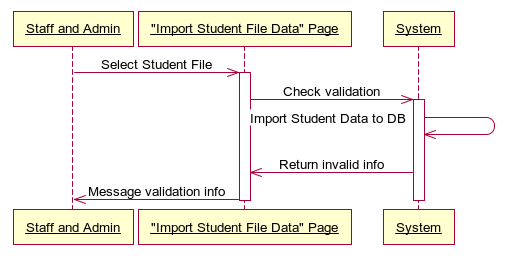 Staff and Admin
"Import Student File Data" Page
System
Select Student File
Check validation
Import Student Data to DB
Return invalid info
Message validation info
Staff and Admin
"Import Student File Data" Page
System